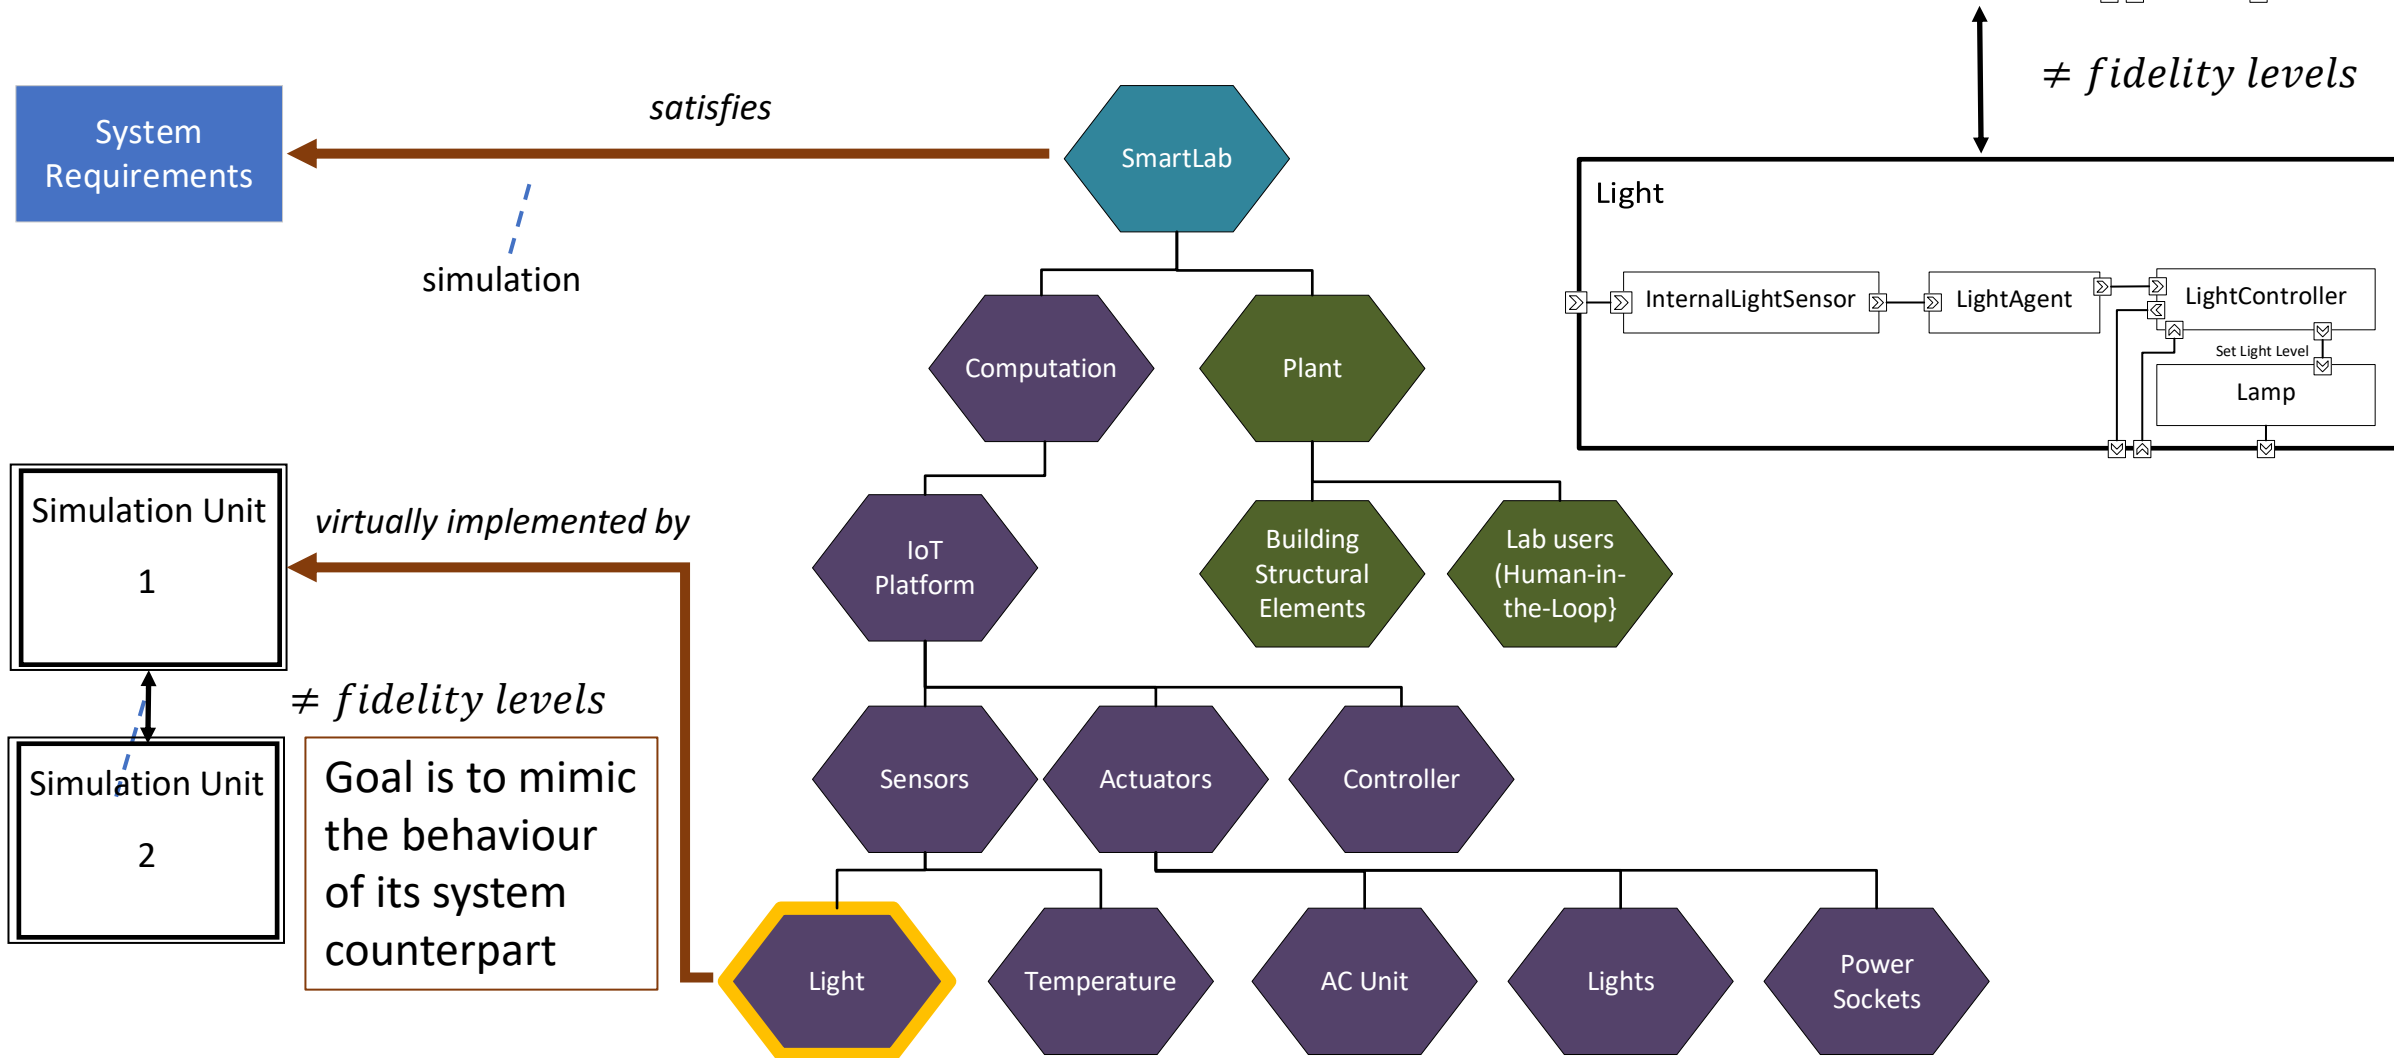 ≠ fidelity levels
satisfies
System
Requirements
SmartLab
Light
simulation
InternalLightSensor
LightAgent
LightController
Set Light Level
Lamp
Computation
Plant
Simulation Unit
1
virtually implemented by
IoT
Platform
Building
Structural
Elements
Lab users
(Human-in-
the-Loop}
≠ fidelity levels
Simulation Unit
2
Goal is to mimic
the behaviour
of its system
counterpart
Sensors
Actuators
Controller
Light
Temperature
AC Unit
Lights
Power
Sockets